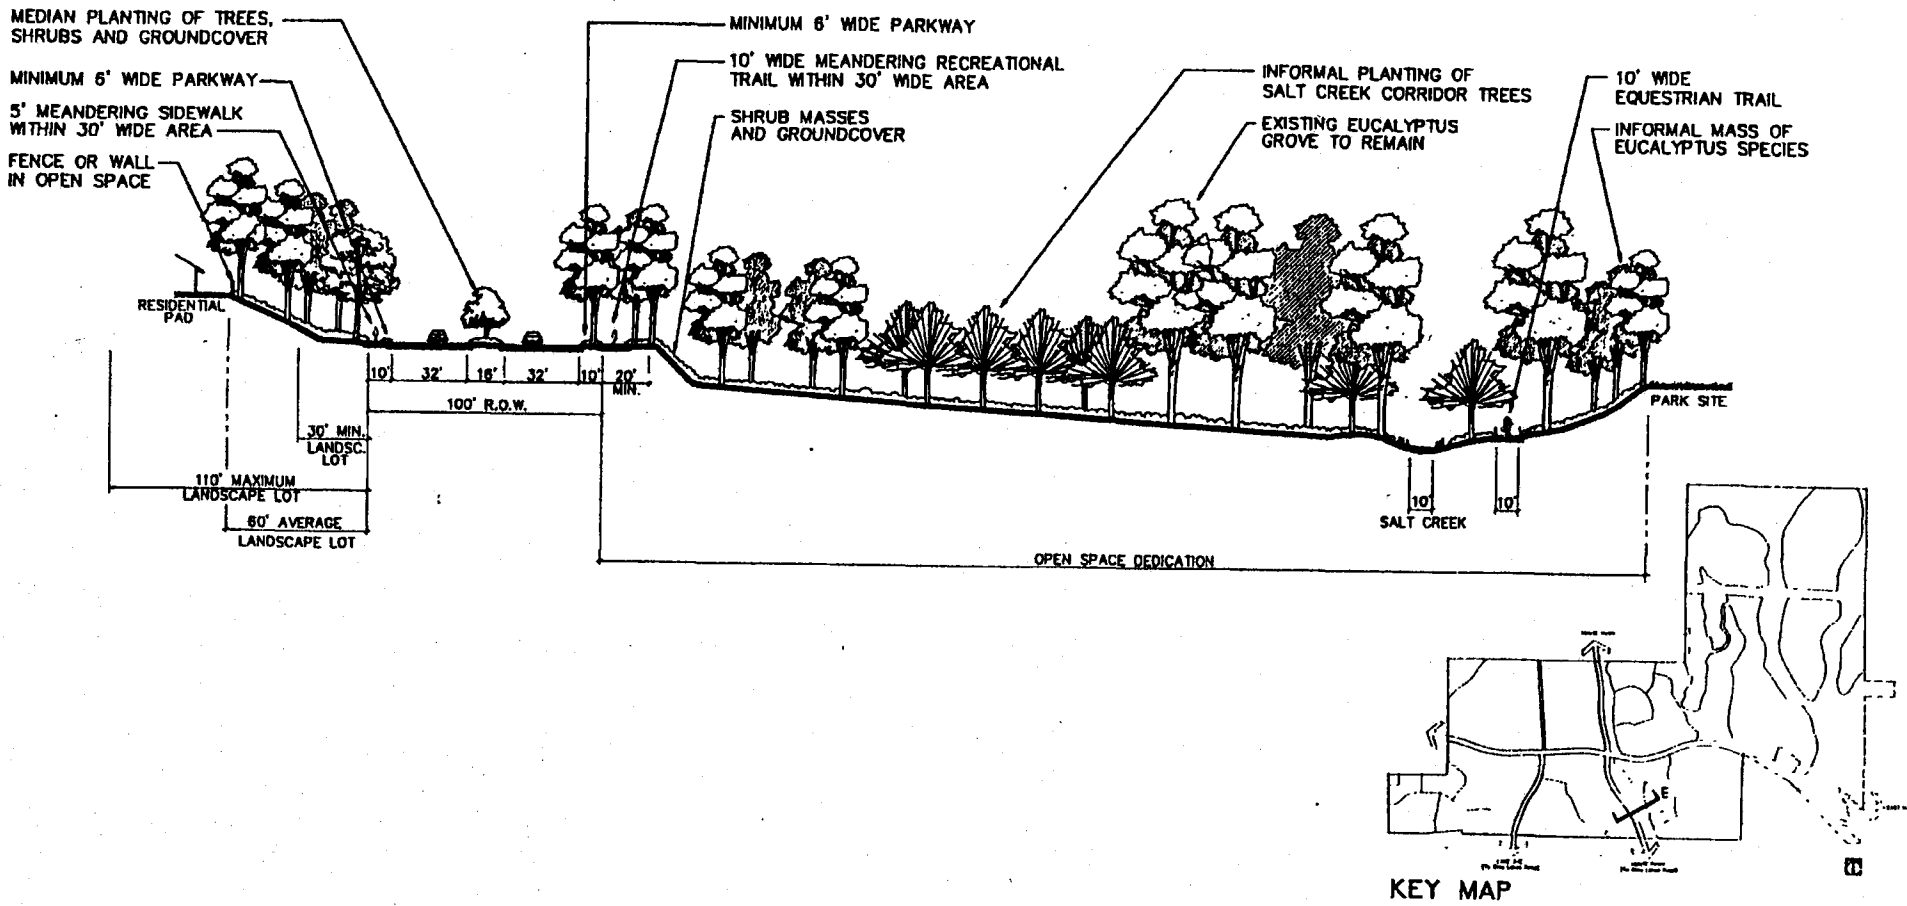 MEDIAN PLANTING OF TREES,
SHRUBS AND GROUNDCOVER
MINIMUM 6' WIDE PARKWAY
5' MEANDERING SIDEWALK
WITHIN 30' WIDE AREA
FENCE OR WALL
IN OPEN SPACE
MINIMUM 6' WIDE PARKWAY
10' WIDE MEANDERING RECREATIONAL
TRAIL WITHIN 30' WIDE AREA
SHRUB MASSES
AND GROUNDCOVER
INFORMAL PLANTING OF
SALT CREEK CORRIDOR TREES
EXISTING EUCALYPTUS
GROVE TO REMAIN
10' WIDE
EQUESTRIAN TRAIL
INFORMAL MASS OF
EUCALYPTUS SPECIES
RESIDENTIAL
PAD
10' 32' 16' 32' 10' 20'
MIN.
100' R.O.W.
30' MIN.
LANDSC.
LOT
110' MAXIMUM
LANDSCAPE LOT
60' AVERAGE
LANDSCAPE LOT
PARK SITE
10' 10'
SALT CREEK
OPEN SPACE DEDICATION
E
KEY MAP